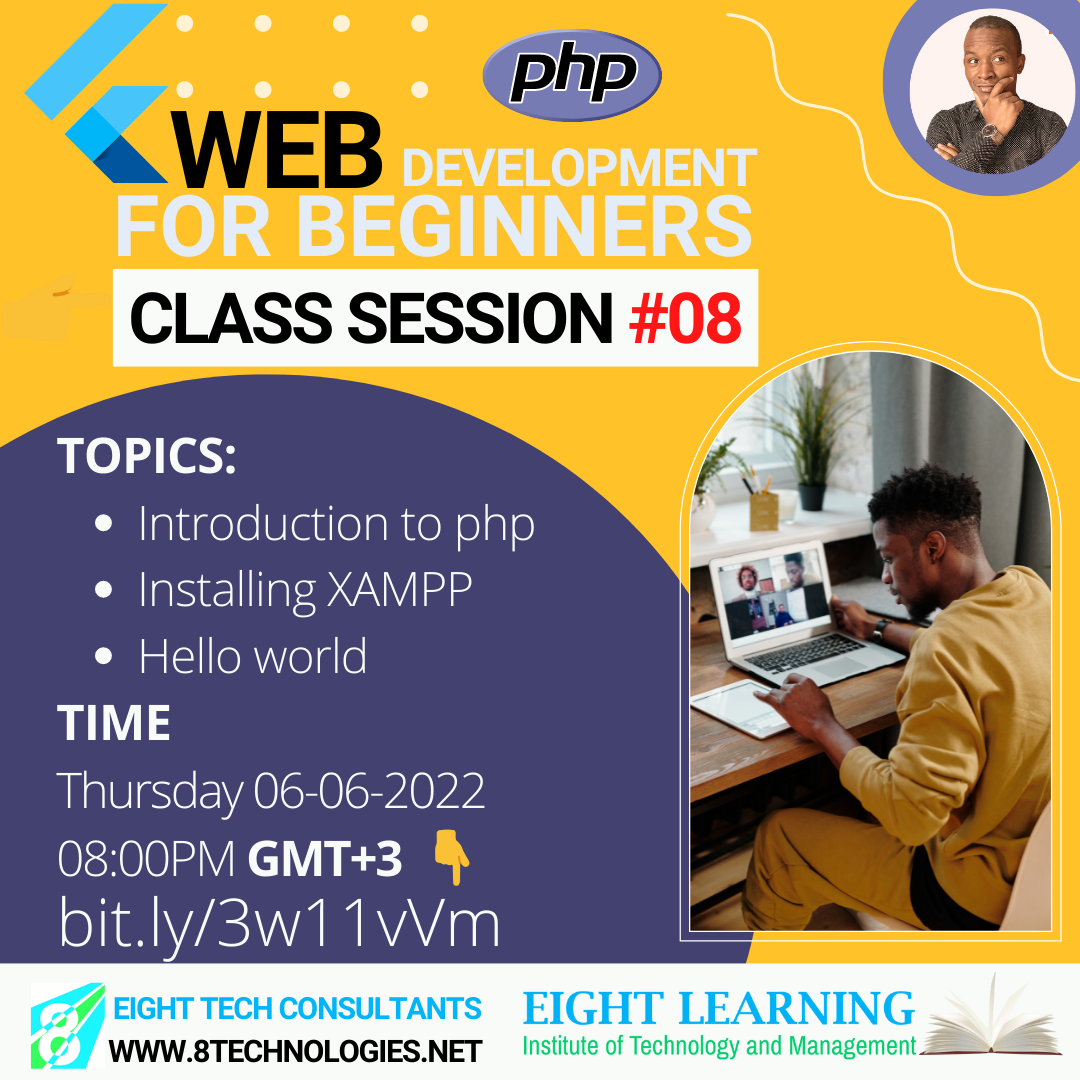 php
WEB DEVELOPMENT
FOR BEGINNERS
CLASS SESSION #08
TOPICS:
• Introduction to php
• Installing XAMPP
• Hello world
TIME
Thursday 06-06-2022
08:00PM GMT+3 👇
bit.ly/3w11vVm
8
EIGHT TECH CONSULTANTS
WWW.8TECHNOLOGIES.NET
EIGHT LEARNING
Institute of Technology and Management